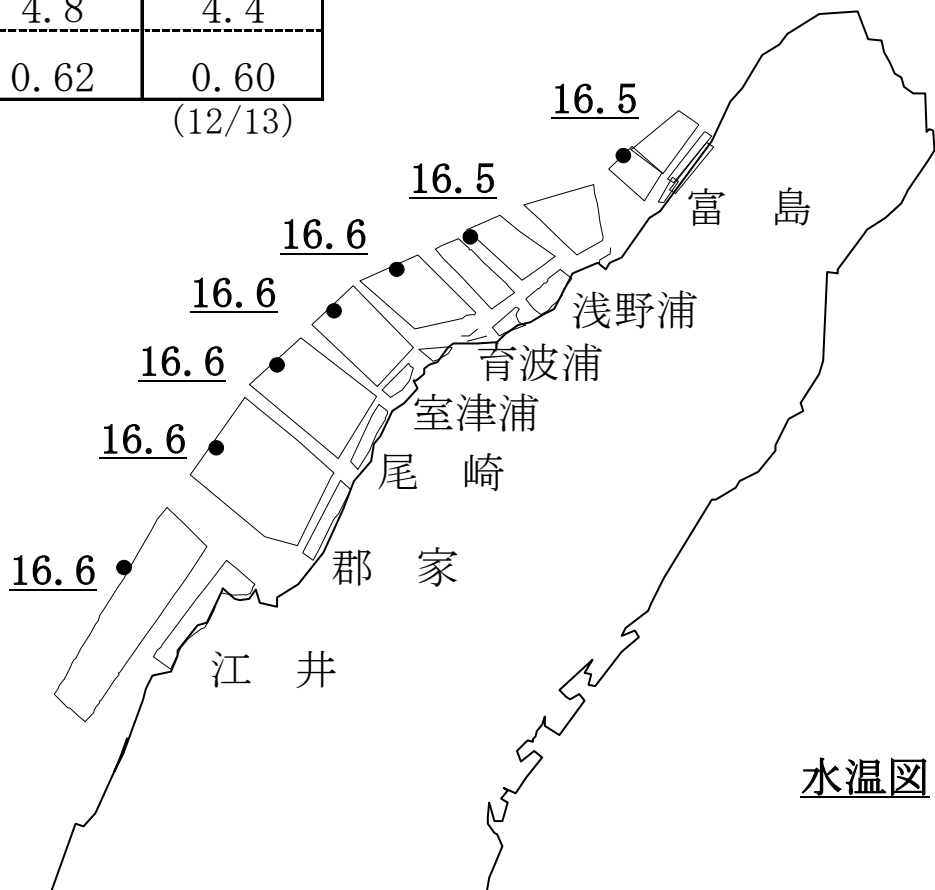 4.8 4.4
0.62 0.60
(12/13)
16.5
16.5
富 島
16.6
16.6
浅野浦
16.6
育波浦
室津浦
16.6
尾 崎
16.6
郡 家
江 井
水温図